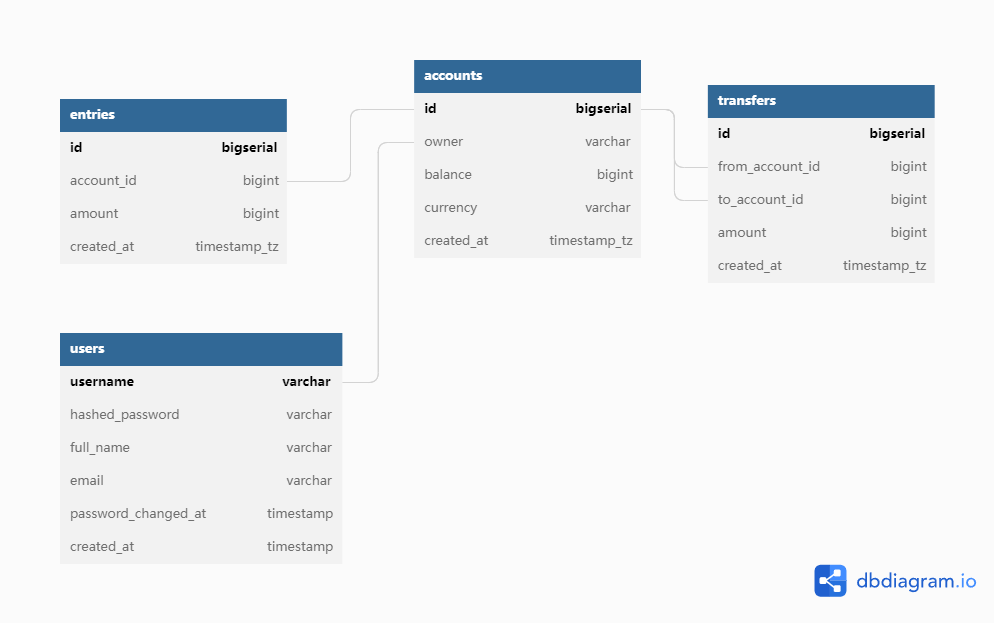 entries
id bigserial
account_id bigint
amount bigint
created_at timestamp_tz
accounts
id bigserial
owner varchar
balance bigint
currency varchar
created_at timestamp_tz
transfers
id bigserial
from_account_id bigint
to_account_id bigint
amount bigint
created_at timestamp_tz
users
username varchar
hashed_password varchar
full_name varchar
email varchar
password_changed_at timestamp
created_at timestamp
dbdiagram.io